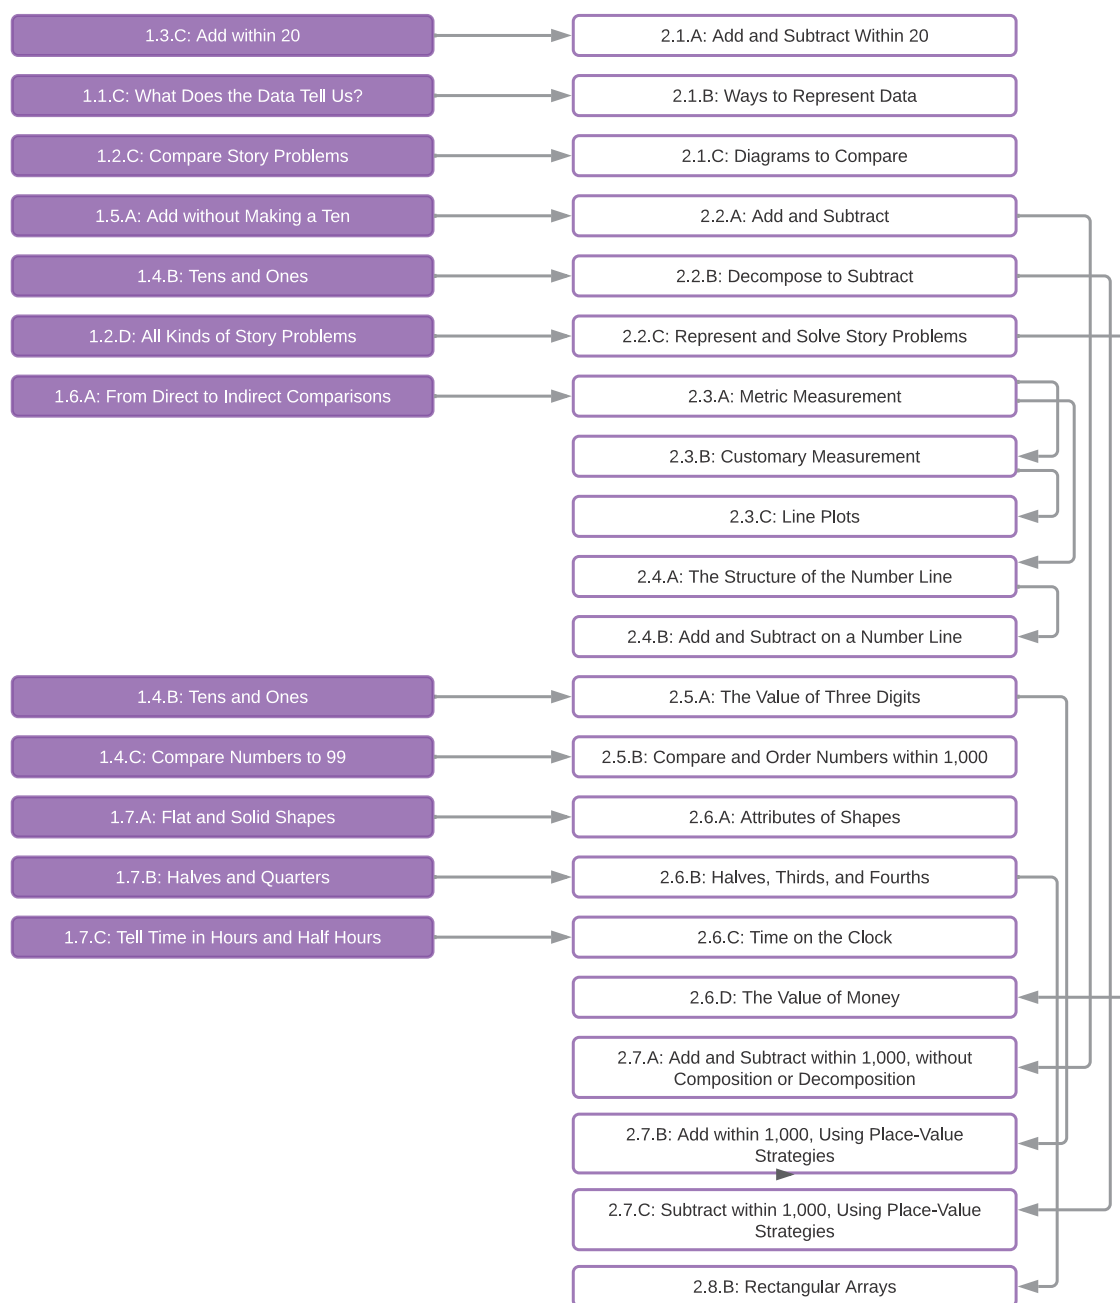 1.3.C: Add within 20
2.1.A: Add and Subtract Within 20
1.1.C: What Does the Data Tell Us?
2.1.B: Ways to Represent Data
1.2.C: Compare Story Problems
2.1.C: Diagrams to Compare
1.5.A: Add without Making a Ten
2.2.A: Add and Subtract
1.4.B: Tens and Ones
2.2.B: Decompose to Subtract
1.2.D: All Kinds of Story Problems
2.2.C: Represent and Solve Story Problems
1.6.A: From Direct to Indirect Comparisons
2.3.A: Metric Measurement
2.3.B: Customary Measurement
2.3.C: Line Plots
2.4.A: The Structure of the Number Line
2.4.B: Add and Subtract on a Number Line
1.4.B: Tens and Ones
2.5.A: The Value of Three Digits
1.4.C: Compare Numbers to 99
2.5.B: Compare and Order Numbers within 1,000
1.7.A: Flat and Solid Shapes
2.6.A: Attributes of Shapes
1.7.B: Halves and Quarters
2.6.B: Halves, Thirds, and Fourths
1.7.C: Tell Time in Hours and Half Hours
2.6.C: Time on the Clock
2.6.D: The Value of Money
2.7.A: Add and Subtract within 1,000, without
Composition or Decomposition
2.7.B: Add within 1,000, Using Place-Value
Strategies
2.7.C: Subtract within 1,000, Using Place-Value
Strategies
2.8.B: Rectangular Arrays